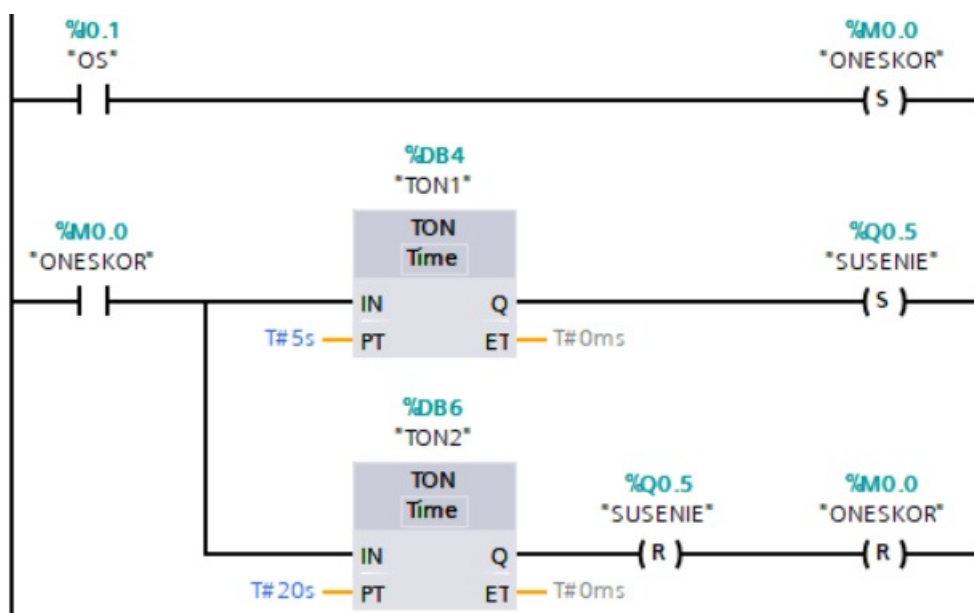 %I0.1
"OS"
%M0.0
"ONESKOR"
S
%DB4
"TON1"
TON
Time
%M0.0
"ONESKOR"
%Q0.5
"SUSENIE"
IN Q
S
T#5s PT ET T#0ms
%DB6
"TON2"
TON
Time
%Q0.5
"SUSENIE"
%M0.0
"ONESKOR"
IN Q
R
R
T#20s PT ET T#0ms